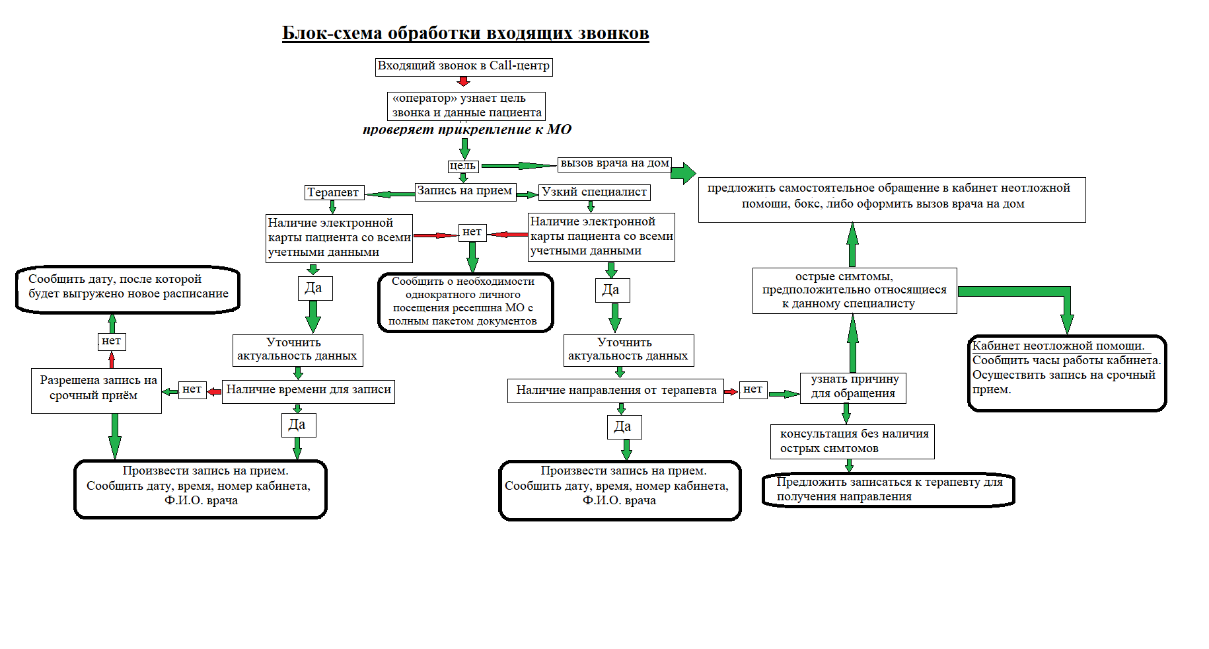 Блок-схема обработки входящих звонков
Входящий звонок в Call-центр
«оператор» узнает цель
звонка и данные пациента
проверяет прикрепление к МО
цель
вызов врача на дом
предложить самостоятельное обращение в кабинет неотложной
помощи, бокс, либо оформить вызов врача на дом
Терапевт
Запись на прием
Узкий специалист
Наличие электронной
карты пациента со всеми
учетными данными
нет
Наличие электронной
карты пациента со всеми
учетными данными
Сообщить дату, после которой
будет выгружено новое расписание
Да
Сообщить о необходимости
однократного личного
посещения ресепшна МО с
полным пакетом документов
Да
острые симтомы,
предположительно относящиеся
к данному специалисту
нет
Уточнить
актуальность данных
Уточнить
актуальность данных
Кабинет неотложной помощи.
Сообщить часы работы кабинета.
Осуществить запись на срочный
прием.
Разрешена запись на
срочный приём
нет
Наличие времени для записи
Наличие направления от терапевта
нет
узнать причину
для обращения
Да
Да
консультация без наличия
острых симтомов
Произвести запись на прием.
Сообщить дату, время, номер кабинета,
Ф.И.О. врача
Произвести запись на прием.
Сообщить дату, время, номер кабинета,
Ф.И.О. врача
Предложить записаться к терапевту для
получения направления